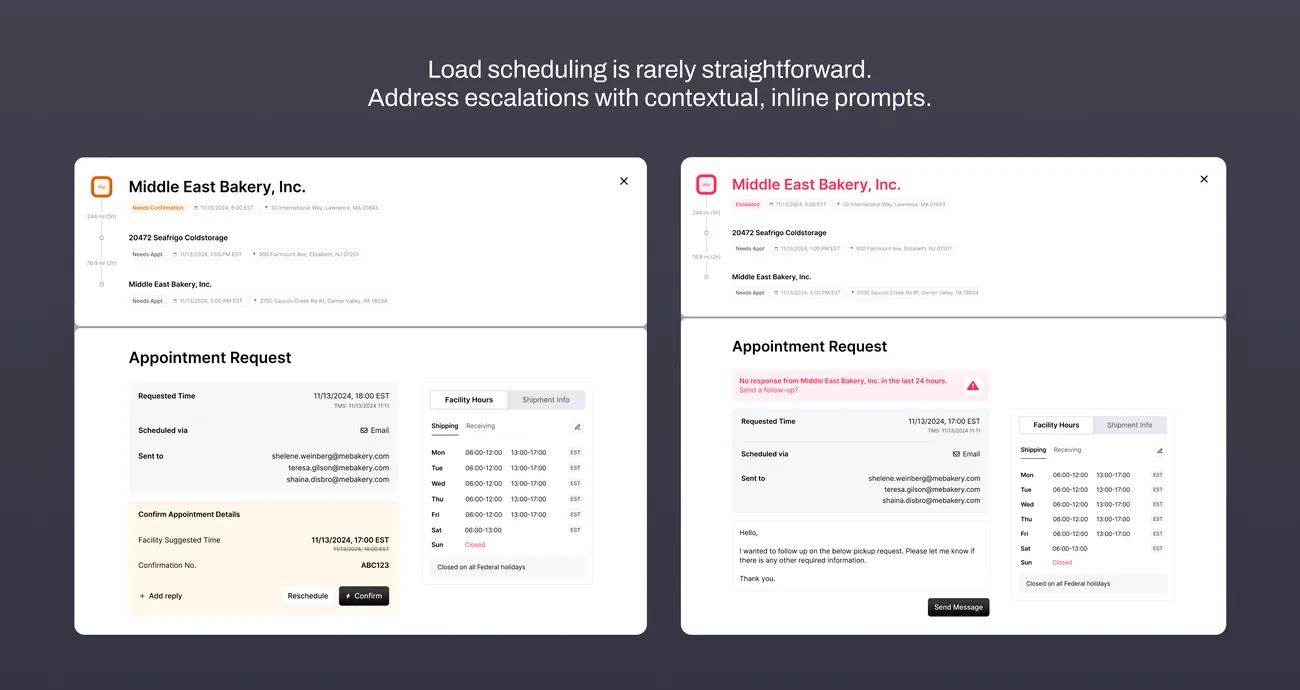 Load scheduling is rarely straightforward.
Address escalations with contextual, inline prompts.
PU
Middle East Bakery, Inc.
Needs Confirmation 11/13/2024, 8:00 EST 30 International Way, Lawrence, MA 01843
244 mi (5h)
20472 Seafrigo Coldstorage
Needs Appt 11/13/2024, 1:00 PM EST 900 Fairmount Ave, Elizabeth, NJ 07201
76.9 mi (2h)
Middle East Bakery, Inc.
Needs Appt 11/13/2024, 5:00 PM EST 2700 Saucon Creek Rd #1, Center Valley, PA 18034
Appointment Request
Requested Time 11/13/2024, 18:00 EST
TMS: 11/13/2024 11:11
Scheduled via Email
Sent to shelene.weinberg@mebakery.com
teresa.gilson@mebakery.com
shaina.disbro@mebakery.com
Confirm Appointment Details
Facility Suggested Time 11/13/2024, 17:00 EST
11/13/2024, 18:00 EST
Confirmation No. ABC123
+ Add reply Reschedule Confirm
Facility Hours Shipment Info
Shipping Receiving
Mon 06:00-12:00 13:00-17:00 EST
Tue 06:00-12:00 13:00-17:00 EST
Wed 06:00-12:00 13:00-17:00 EST
Thu 06:00-12:00 13:00-17:00 EST
Fri 06:00-12:00 13:00-17:00 EST
Sat 06:00-13:00 EST
Sun Closed
Closed on all Federal holidays
PU
Middle East Bakery, Inc.
Escalated 11/13/2024, 8:00 EST 30 International Way, Lawrence, MA 01843
244 mi (5h)
20472 Seafrigo Coldstorage
Needs Appt 11/13/2024, 1:00 PM EST 900 Fairmount Ave, Elizabeth, NJ 07201
76.9 mi (2h)
Middle East Bakery, Inc.
Needs Appt 11/13/2024, 5:00 PM EST 2700 Saucon Creek Rd #1, Center Valley, PA 18034
Appointment Request
No response from Middle East Bakery, Inc. in the last 24 hours.
Send a follow-up?
Requested Time 11/13/2024, 17:00 EST
TMS: 11/13/2024 11:11
Scheduled via Email
Sent to shelene.weinberg@mebakery.com
teresa.gilson@mebakery.com
shaina.disbro@mebakery.com
Hello,
I wanted to follow up on the below pickup request. Please let me know if
there is any other required information.
Thank you.
Send Message
Facility Hours Shipment Info
Shipping Receiving
Mon 06:00-12:00 13:00-17:00 EST
Tue 06:00-12:00 13:00-17:00 EST
Wed 06:00-12:00 13:00-17:00 EST
Thu 06:00-12:00 13:00-17:00 EST
Fri 06:00-12:00 13:00-17:00 EST
Sat 06:00-13:00 EST
Sun Closed
Closed on all Federal holidays